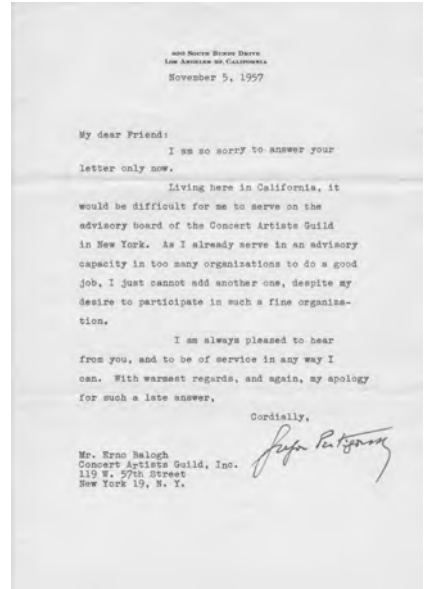 600 South Bundy Drive
Los Angeles 49, California
November 5, 1957
My dear Friend:
I am so sorry to answer your
letter only now.
Living here in California, it
would be difficult for me to serve on the
advisory board of the Concert Artists Guild
in New York. As I already serve in an advisory
capacity in too many organizations to do a good
job, I just cannot add another one, despite my
desire to participate in such a fine organiza-
tion.
I am always pleased to hear
from you, and to be of service in any way I
can. With warmest regards, and again, my apology
for such a late answer,
Cordially,
Mr. Erno Balogh
Concert Artists Guild, Inc.
119 W. 57th Street
New York 19, N. Y.